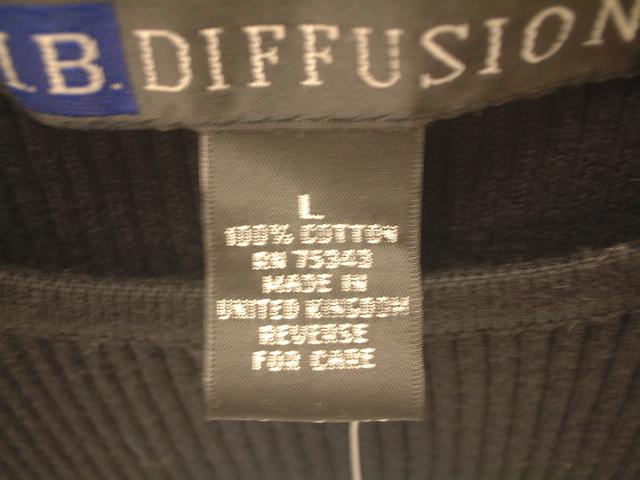 B. DIFFUSION
L
100% COTTON
RN 75343
MADE IN
UNITED KINGDOM
REVERSE
FOR CARE